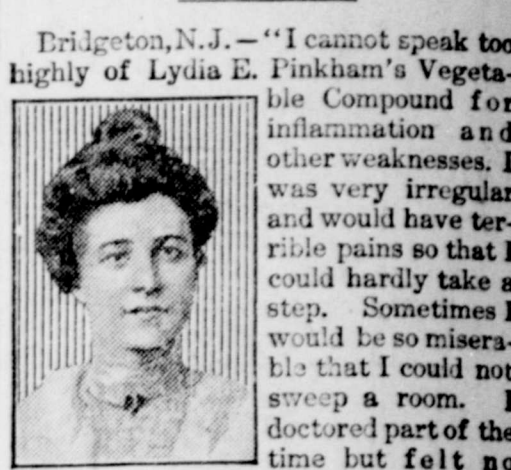 Bridgeton, N.J.—"I cannot speak too
highly of Lydia E. Pinkham's Vegeta-
ble Compound for
inflammation and
other weaknesses. I
was very irregular
and would have ter-
rible pains so that I
could hardly take a
step. Sometimes I
would be so misera-
ble that I could not
sweep a room. I
doctored part of the
time but felt no